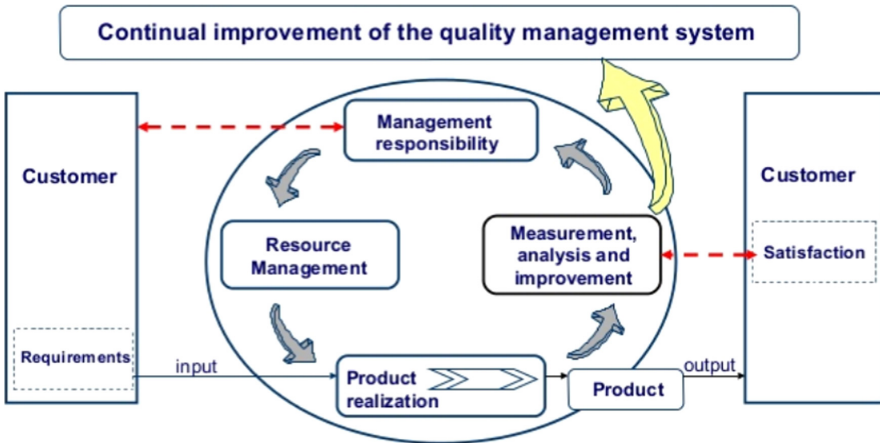 Continual improvement of the quality management system
Customer
Requirements
input
Management
responsibility
Resource
Management
Measurement,
analysis and
improvement
Product
realization
Product
output
Customer
Satisfaction